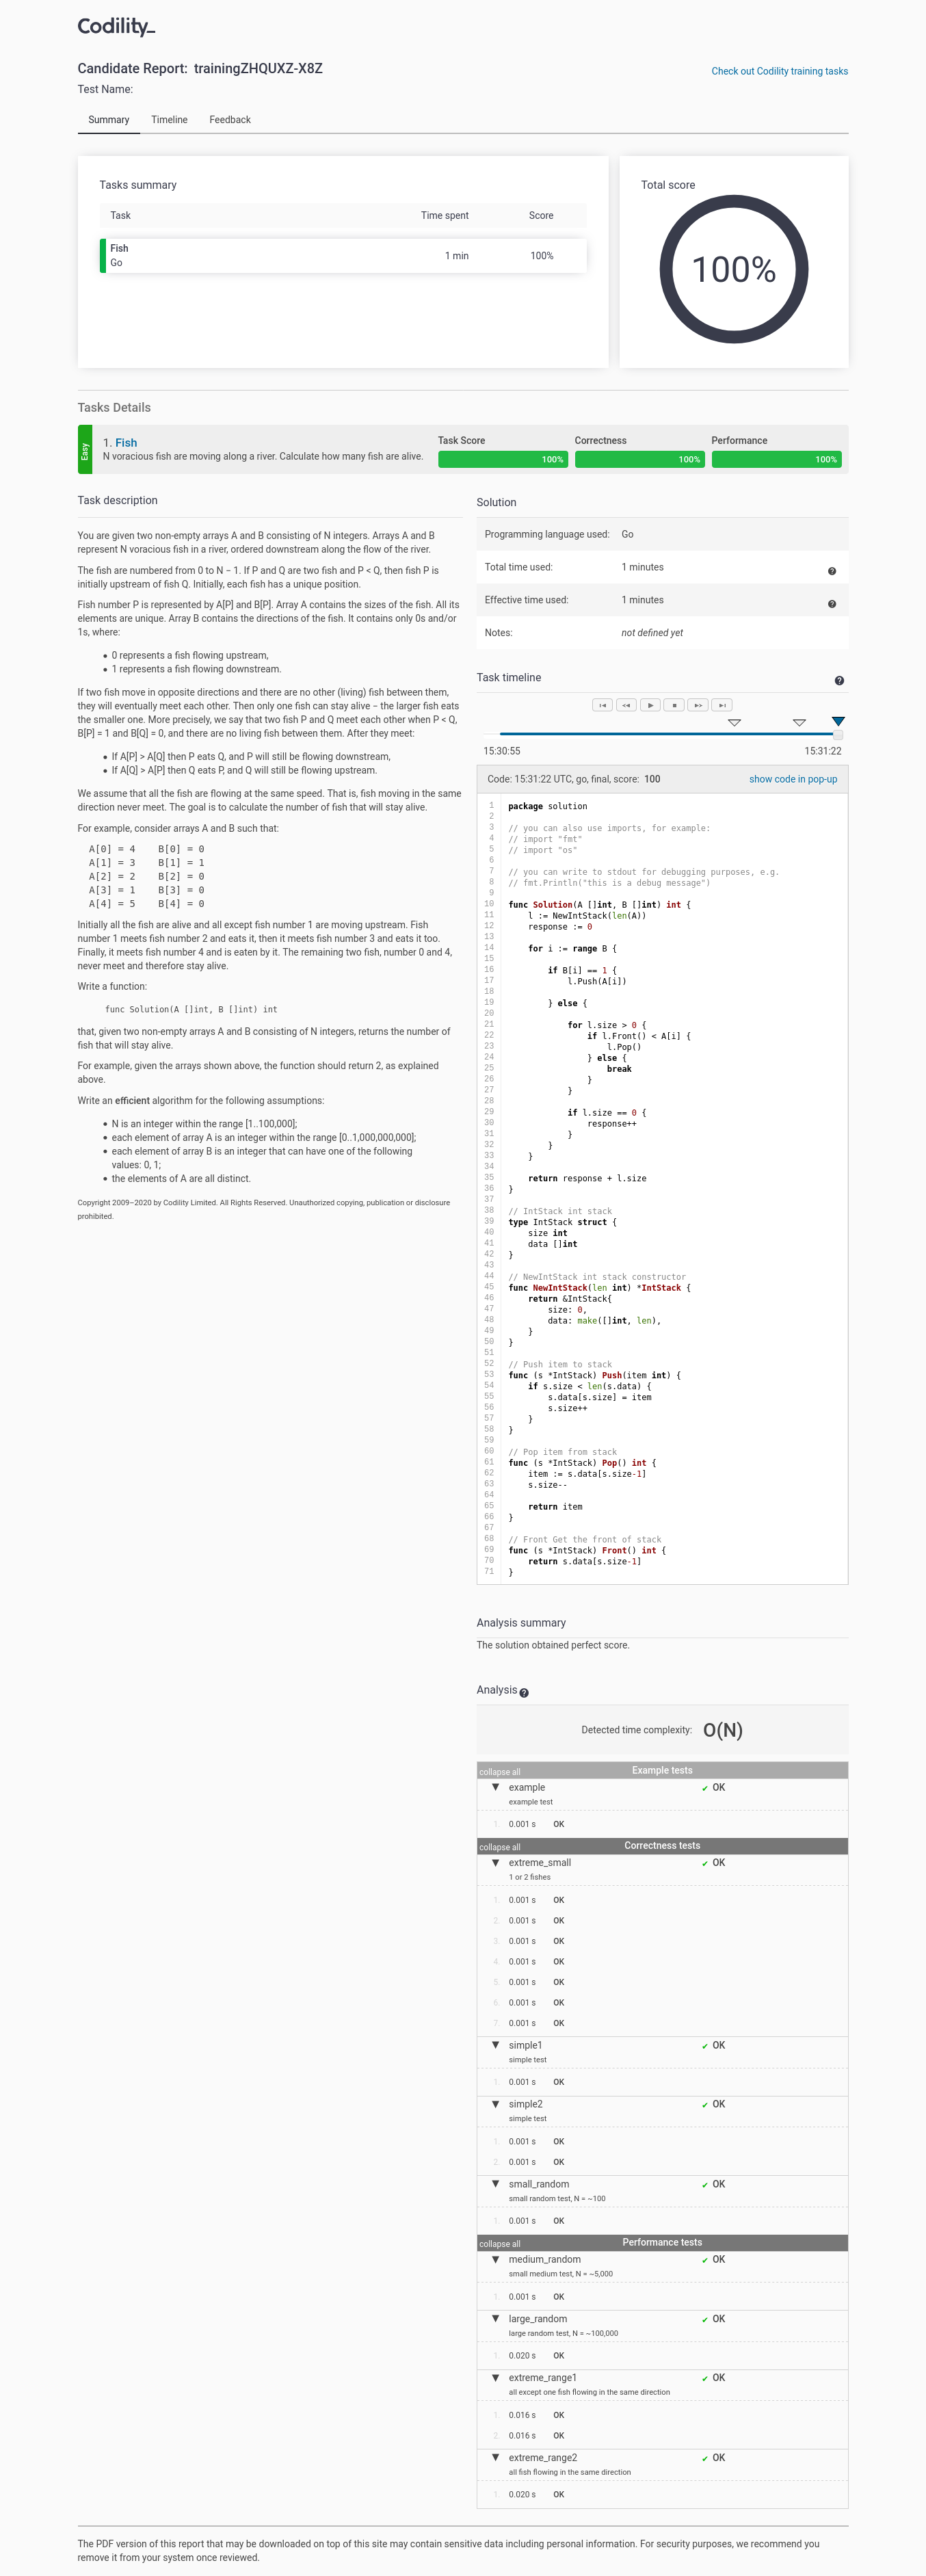 Codility_
Candidate Report: trainingZHQUXZ-X8Z
Check out Codility training tasks
Test Name:
Summary Timeline Feedback
Tasks summary
Task Time spent Score
Fish
Go
1 min 100%
Total score
100%
Tasks Details
Easy
1. Fish
N voracious fish are moving along a river. Calculate how many fish are alive.
Task Score Correctness Performance
100% 100% 100%
Task description
You are given two non-empty arrays A and B consisting of N integers. Arrays A and B
represent N voracious fish in a river, ordered downstream along the flow of the river.
The fish are numbered from 0 to N − 1. If P and Q are two fish and P < Q, then fish P is
initially upstream of fish Q. Initially, each fish has a unique position.
Fish number P is represented by A[P] and B[P]. Array A contains the sizes of the fish. All its
elements are unique. Array B contains the directions of the fish. It contains only 0s and/or
1s, where:
• 0 represents a fish flowing upstream,
• 1 represents a fish flowing downstream.
If two fish move in opposite directions and there are no other (living) fish between them,
they will eventually meet each other. Then only one fish can stay alive − the larger fish eats
the smaller one. More precisely, we say that two fish P and Q meet each other when P < Q,
B[P] = 1 and B[Q] = 0, and there are no living fish between them. After they meet:
• If A[P] > A[Q] then P eats Q, and P will still be flowing downstream,
• If A[Q] > A[P] then Q eats P, and Q will still be flowing upstream.
We assume that all the fish are flowing at the same speed. That is, fish moving in the same
direction never meet. The goal is to calculate the number of fish that will stay alive.
For example, consider arrays A and B such that:
A[0] = 4    B[0] = 0
A[1] = 3    B[1] = 1
A[2] = 2    B[2] = 0
A[3] = 1    B[3] = 0
A[4] = 5    B[4] = 0
Initially all the fish are alive and all except fish number 1 are moving upstream. Fish
number 1 meets fish number 2 and eats it, then it meets fish number 3 and eats it too.
Finally, it meets fish number 4 and is eaten by it. The remaining two fish, number 0 and 4,
never meet and therefore stay alive.
Write a function:
func Solution(A []int, B []int) int
that, given two non-empty arrays A and B consisting of N integers, returns the number of
fish that will stay alive.
For example, given the arrays shown above, the function should return 2, as explained
above.
Write an efficient algorithm for the following assumptions:
• N is an integer within the range [1..100,000];
• each element of array A is an integer within the range [0..1,000,000,000];
• each element of array B is an integer that can have one of the following
values: 0, 1;
• the elements of A are all distinct.
Copyright 2009–2020 by Codility Limited. All Rights Reserved. Unauthorized copying, publication or disclosure
prohibited.
Solution
Programming language used: Go
Total time used: 1 minutes
Effective time used: 1 minutes
Notes: not defined yet
Task timeline
15:30:55 15:31:22
Code: 15:31:22 UTC, go, final, score: 100 show code in pop-up
1 package solution
2
3 // you can also use imports, for example:
4 // import "fmt"
5 // import "os"
6
7 // you can write to stdout for debugging purposes, e.g.
8 // fmt.Println("this is a debug message")
9
10 func Solution(A []int, B []int) int {
11     l := NewIntStack(len(A))
12     response := 0
13
14     for i := range B {
15
16         if B[i] == 1 {
17             l.Push(A[i])
18
19         } else {
20
21             for l.size > 0 {
22                 if l.Front() < A[i] {
23                     l.Pop()
24                 } else {
25                     break
26                 }
27             }
28
29             if l.size == 0 {
30                 response++
31             }
32         }
33     }
34
35     return response + l.size
36 }
37
38 // IntStack int stack
39 type IntStack struct {
40     size int
41     data []int
42 }
43
44 // NewIntStack int stack constructor
45 func NewIntStack(len int) *IntStack {
46     return &IntStack{
47         size: 0,
48         data: make([]int, len),
49     }
50 }
51
52 // Push item to stack
53 func (s *IntStack) Push(item int) {
54     if s.size < len(s.data) {
55         s.data[s.size] = item
56         s.size++
57     }
58 }
59
60 // Pop item from stack
61 func (s *IntStack) Pop() int {
62     item := s.data[s.size-1]
63     s.size--
64
65     return item
66 }
67
68 // Front Get the front of stack
69 func (s *IntStack) Front() int {
70     return s.data[s.size-1]
71 }
Analysis summary
The solution obtained perfect score.
Analysis
Detected time complexity: O(N)
collapse all Example tests
▼ example ✔ OK
example test
1. 0.001 s OK
collapse all Correctness tests
▼ extreme_small ✔ OK
1 or 2 fishes
1. 0.001 s OK
2. 0.001 s OK
3. 0.001 s OK
4. 0.001 s OK
5. 0.001 s OK
6. 0.001 s OK
7. 0.001 s OK
▼ simple1 ✔ OK
simple test
1. 0.001 s OK
▼ simple2 ✔ OK
simple test
1. 0.001 s OK
2. 0.001 s OK
▼ small_random ✔ OK
small random test, N = ~100
1. 0.001 s OK
collapse all Performance tests
▼ medium_random ✔ OK
small medium test, N = ~5,000
1. 0.001 s OK
▼ large_random ✔ OK
large random test, N = ~100,000
1. 0.020 s OK
▼ extreme_range1 ✔ OK
all except one fish flowing in the same direction
1. 0.016 s OK
2. 0.016 s OK
▼ extreme_range2 ✔ OK
all fish flowing in the same direction
1. 0.020 s OK
The PDF version of this report that may be downloaded on top of this site may contain sensitive data including personal information. For security purposes, we recommend you
remove it from your system once reviewed.